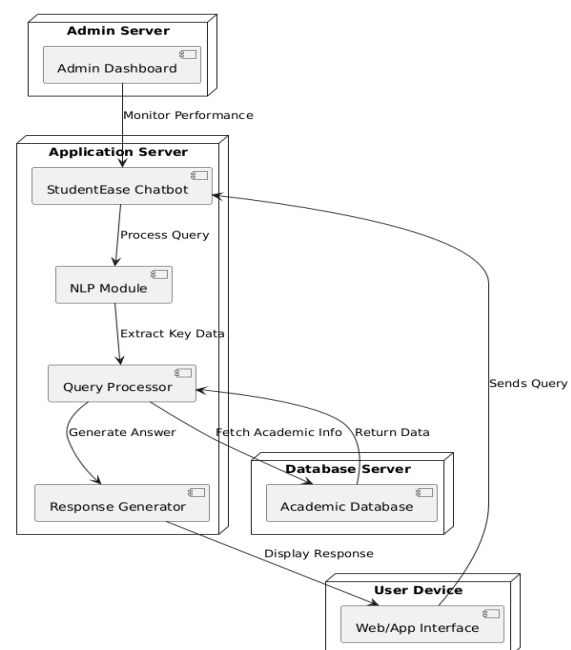 Admin Server
Admin Dashboard
Monitor Performance
Application Server
StudentEase Chatbot
Process Query
NLP Module
Extract Key Data
Sends Query
Query Processor
Generate Answer
Fetch Academic Info
Return Data
Database Server
Response Generator
Academic Database
Display Response
User Device
Web/App Interface